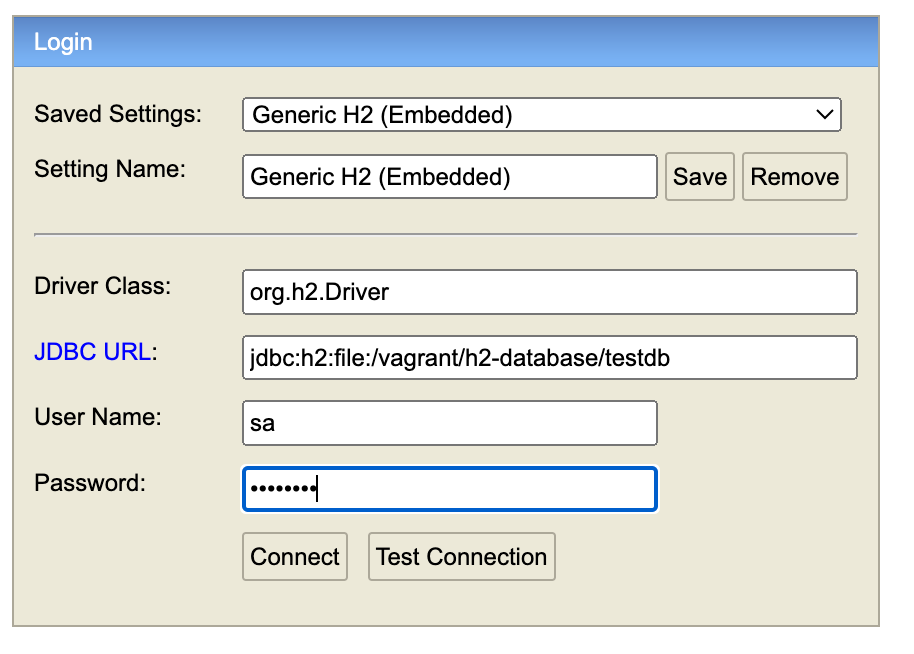 Login
Saved Settings: Generic H2 (Embedded)
Setting Name: Generic H2 (Embedded) Save Remove
Driver Class: org.h2.Driver
JDBC URL: jdbc:h2:file:/vagrant/h2-database/testdb
User Name: sa
Password: ••••••••
Connect Test Connection